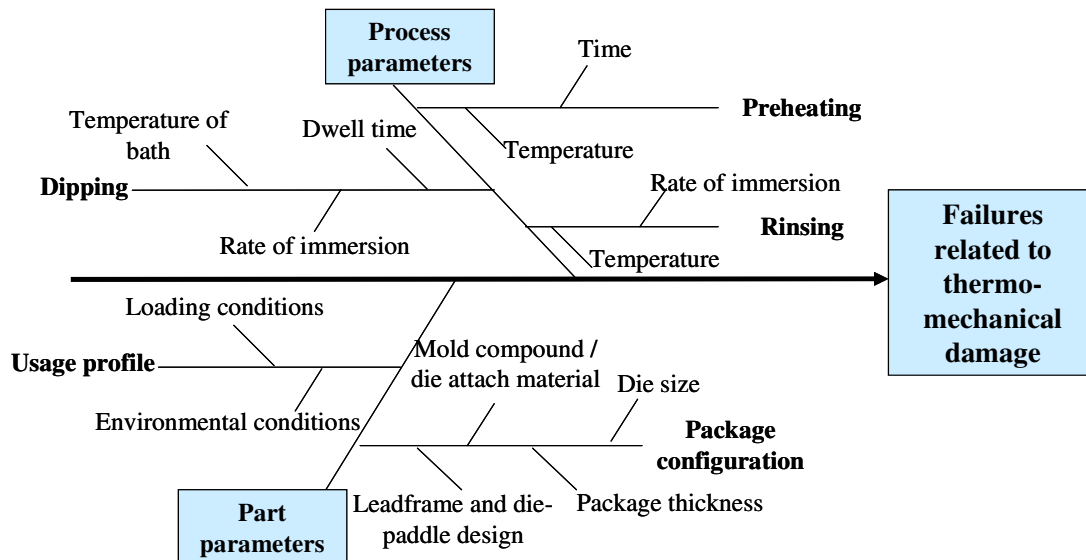 Process
parameters
Time
Preheating
Temperature of
bath
Dwell time
Temperature
Dipping
Rate of immersion
Rate of immersion
Rinsing
Temperature
Failures
related to
thermo-
mechanical
damage
Loading conditions
Usage profile
Environmental conditions
Mold compound /
die attach material
Die size
Package
configuration
Leadframe and die-
paddle design
Package thickness
Part
parameters